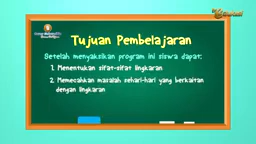 Tujuan Pembelajaran
Setelah menyaksikan program ini siswa dapat:
1. Menentukan sifat-sifat lingkaran
2. Memecahkan masalah sehari-hari yang berkaitan
dengan lingkaran